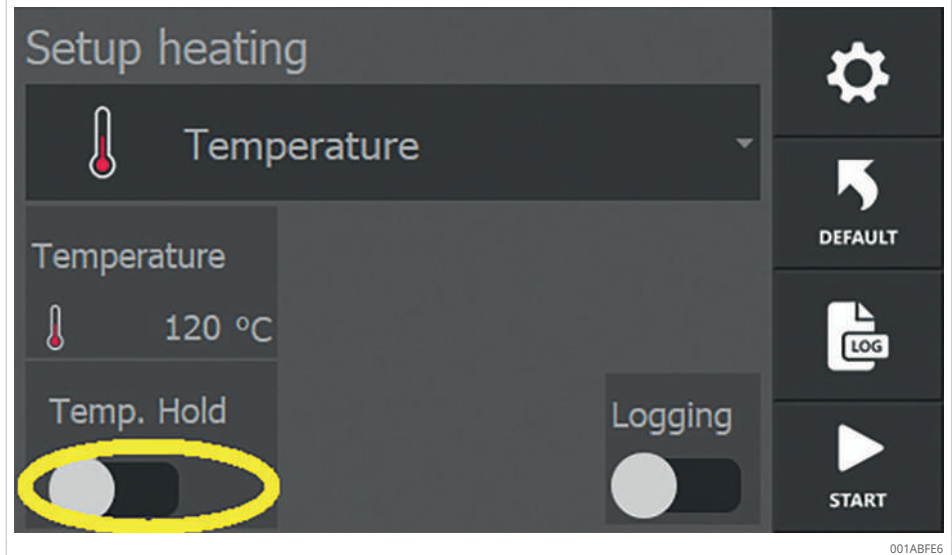 Setup heating
Temperature
DEFAULT
Temperature
120 °C
LOG
Temp. Hold
Logging
START
001ABFE6